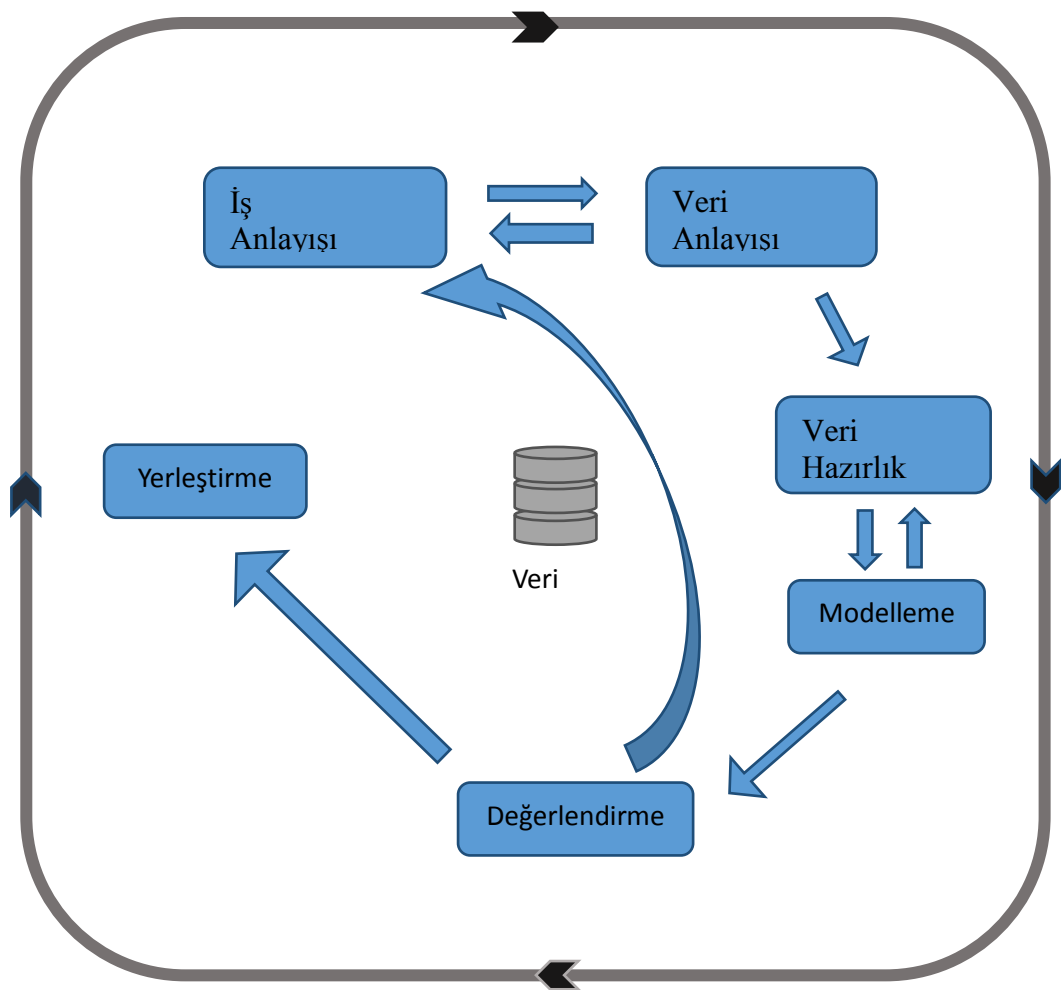 İş
Anlayışı
Veri
Anlayışı
Veri
Hazırlık
Yerleştirme
Veri
Modelleme
Değerlendirme